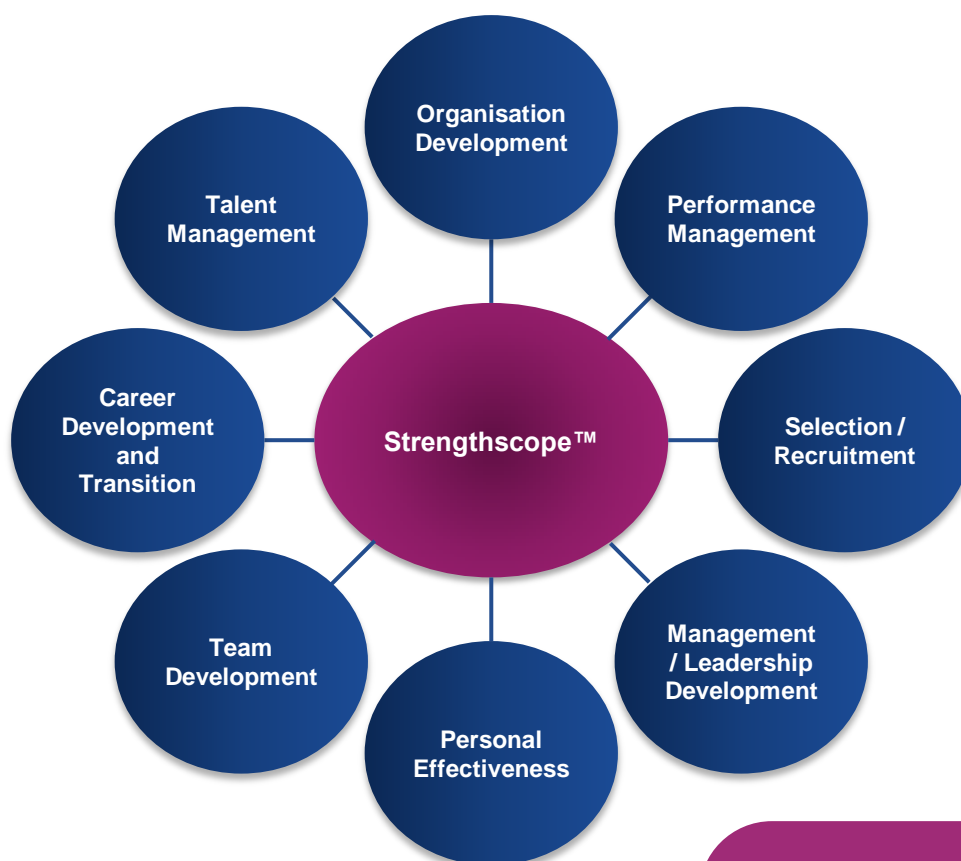 Organisation
Development
Performance
Management
Selection /
Recruitment
Management
/ Leadership
Development
Personal
Effectiveness
Team
Development
Career
Development
and
Transition
Talent
Management
Strengthscope™